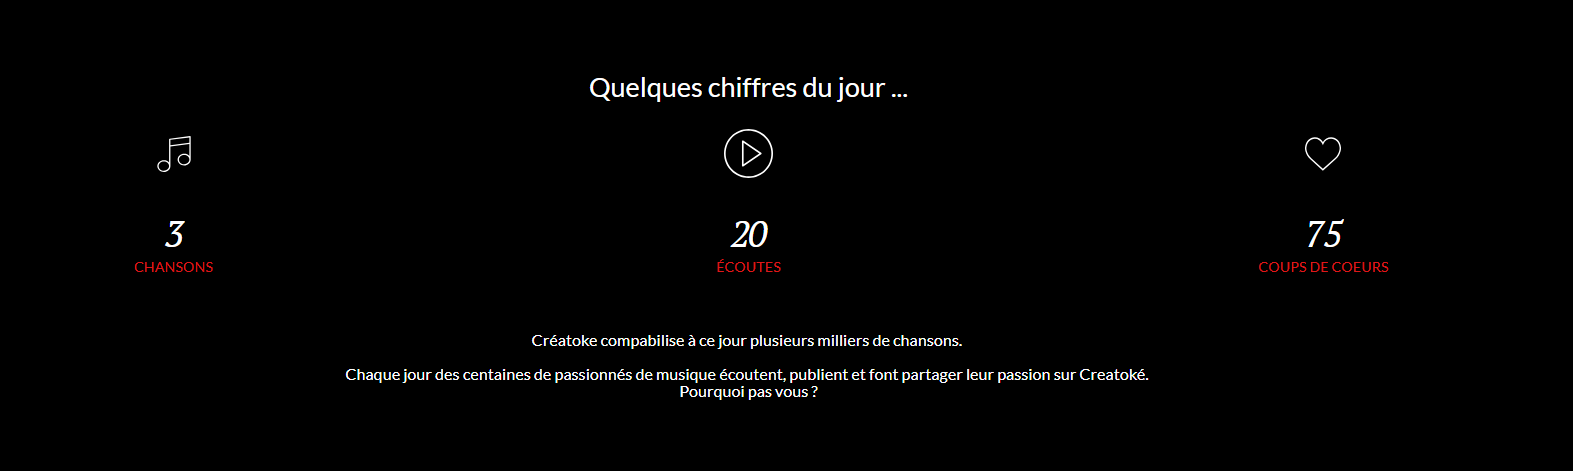 Quelques chiffres du jour ...
3
20
75
CHANSONS
ÉCOUTES
COUPS DE COEURS
Créatoke compabilise à ce jour plusieurs milliers de chansons.
Chaque jour des centaines de passionnés de musique écoutent, publient et font partager leur passion sur Creatoké.
Pourquoi pas vous ?